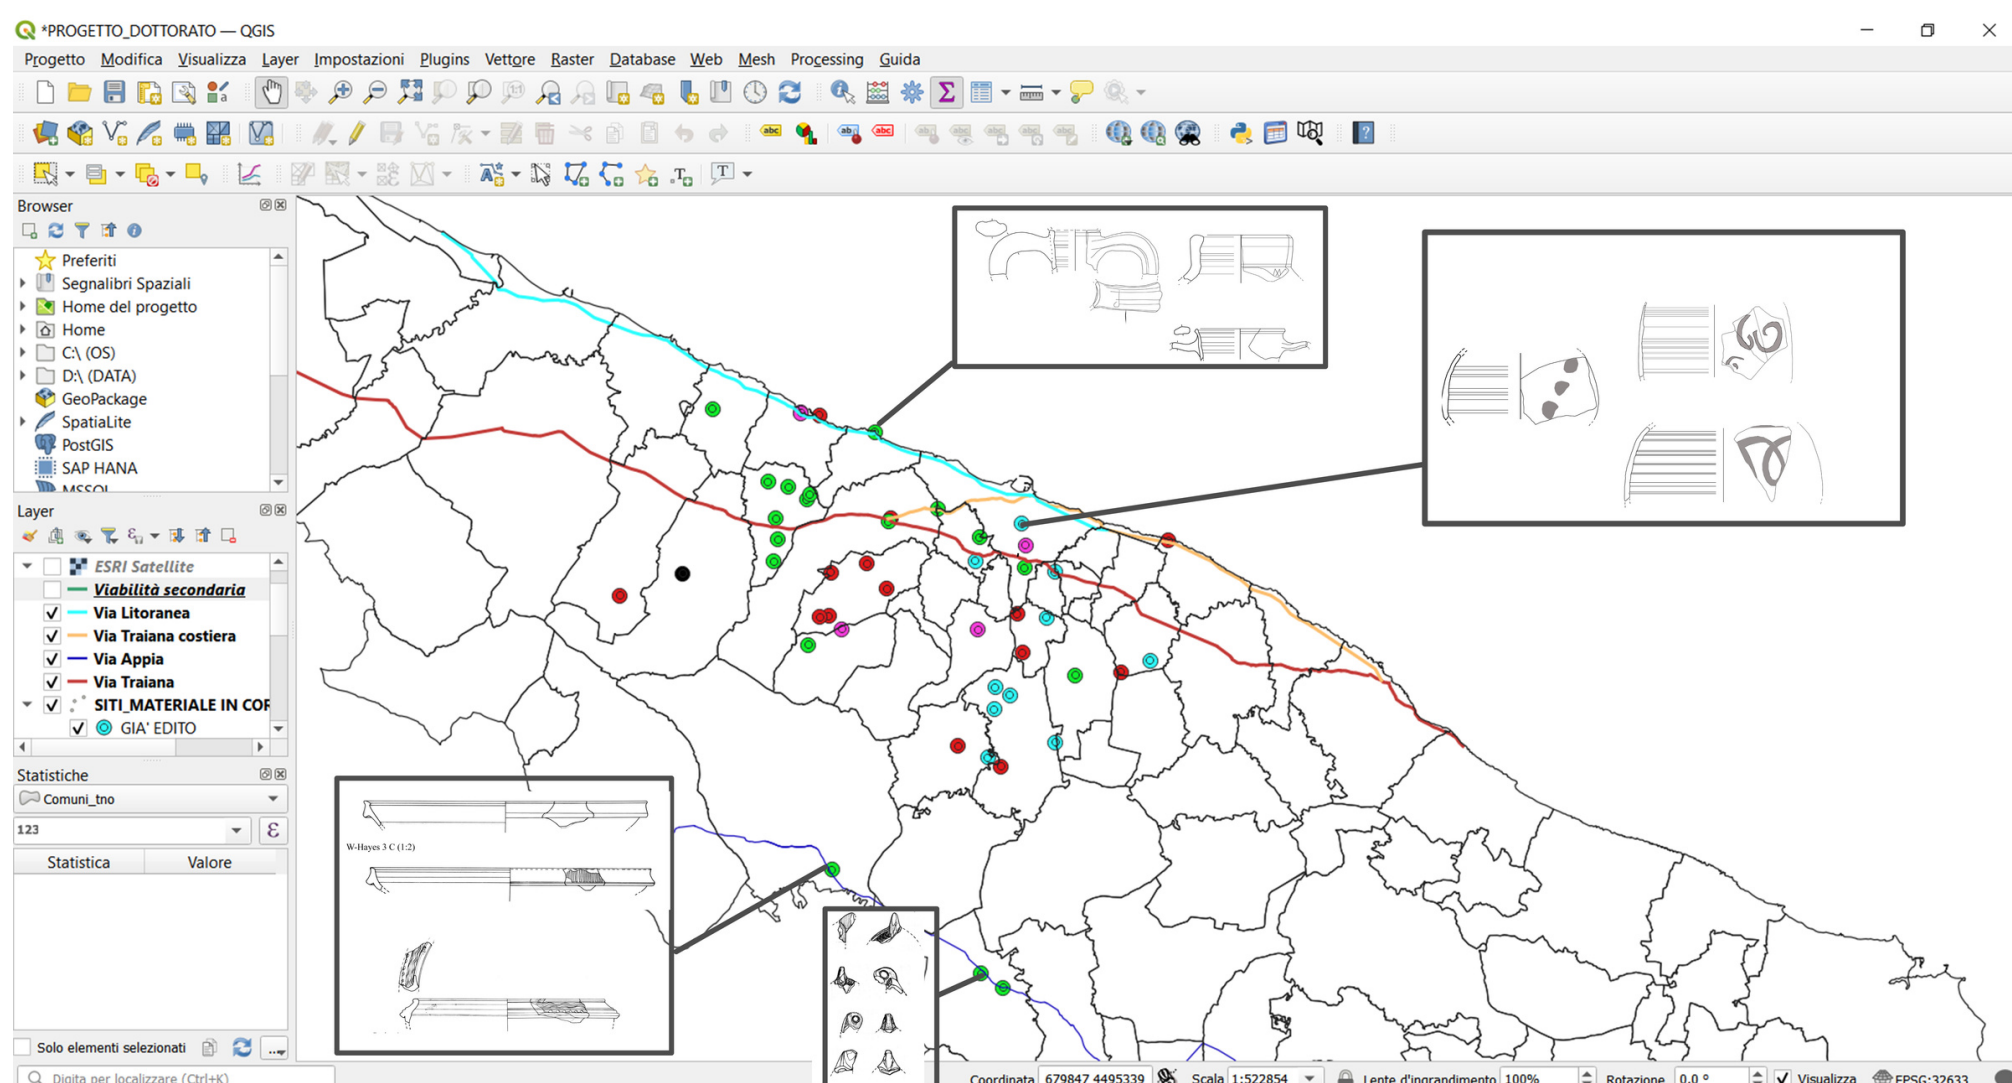 *PROGETTO_DOTTORATO — QGIS
Progetto Modifica Visualizza Layer Impostazioni Plugins Vettore Raster Database Web Mesh Processing Guida
Browser
Preferiti
Segnalibri Spaziali
Home del progetto
Home
C:\ (OS)
D:\ (DATA)
GeoPackage
SpatiaLite
PostGIS
SAP HANA
MSSQL
Layer
ESRI Satellite
Viabilità secondaria
Via Litoranea
Via Traiana costiera
Via Appia
Via Traiana
SITI_MATERIALE IN COR
GIA' EDITO
Statistiche
Comuni_tno
123 ε
Statistica Valore
W-Hayes 3 C (1:2)
Solo elementi selezionati
Digita per localizzare (Ctrl+K)
Coordinata 679847 4495339 Scala 1:522854 Lente d'ingrandimento 100% Rotazione 0,0 ° Visualizza EPSG:32633